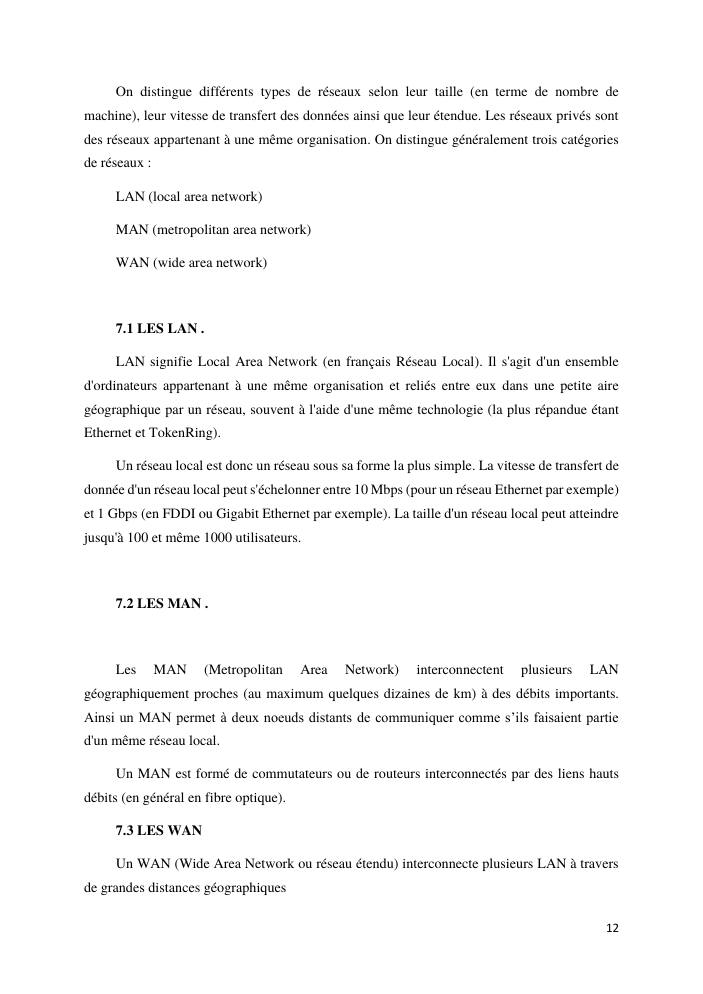 On distingue différents types de réseaux selon leur taille (en terme de nombre de
machine), leur vitesse de transfert des données ainsi que leur étendue. Les réseaux privés sont
des réseaux appartenant à une même organisation. On distingue généralement trois catégories
de réseaux :
LAN (local area network)
MAN (metropolitan area network)
WAN (wide area network)
7.1 LES LAN .
LAN signifie Local Area Network (en français Réseau Local). Il s'agit d'un ensemble
d'ordinateurs appartenant à une même organisation et reliés entre eux dans une petite aire
géographique par un réseau, souvent à l'aide d'une même technologie (la plus répandue étant
Ethernet et TokenRing).
Un réseau local est donc un réseau sous sa forme la plus simple. La vitesse de transfert de
donnée d'un réseau local peut s'échelonner entre 10 Mbps (pour un réseau Ethernet par exemple)
et 1 Gbps (en FDDI ou Gigabit Ethernet par exemple). La taille d'un réseau local peut atteindre
jusqu'à 100 et même 1000 utilisateurs.
7.2 LES MAN .
Les MAN (Metropolitan Area Network) interconnectent plusieurs LAN
géographiquement proches (au maximum quelques dizaines de km) à des débits importants.
Ainsi un MAN permet à deux noeuds distants de communiquer comme s’ils faisaient partie
d'un même réseau local.
Un MAN est formé de commutateurs ou de routeurs interconnectés par des liens hauts
débits (en général en fibre optique).
7.3 LES WAN
Un WAN (Wide Area Network ou réseau étendu) interconnecte plusieurs LAN à travers
de grandes distances géographiques
12